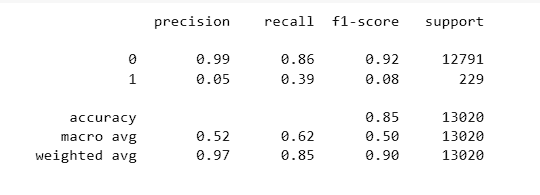 precision recall f1-score support
0 0.99 0.86 0.92 12791
1 0.05 0.39 0.08 229
accuracy 0.85 13020
macro avg 0.52 0.62 0.50 13020
weighted avg 0.97 0.85 0.90 13020